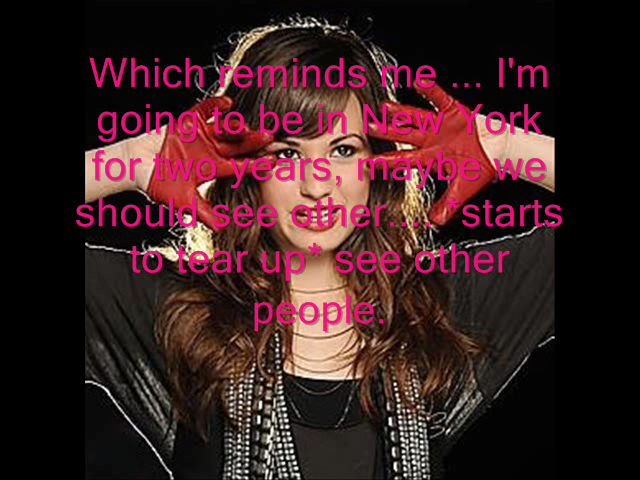 Which reminds me ... I'm
going to be in New York
for two years, maybe we
should see other.... *starts
to tear up* see other
people.